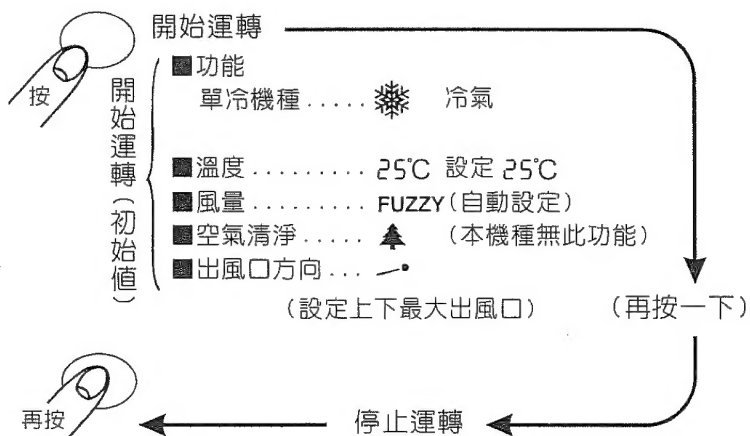 開始運轉
按
開始運轉(初始值)
■功能
單冷機種..... 冷氣
■溫度......... 25℃ 設定 25℃
■風量......... FUZZY(自動設定)
■空氣清淨..... (本機種無此功能)
■出風口方向...
(設定上下最大出風口)
(再按一下)
再按
停止運轉